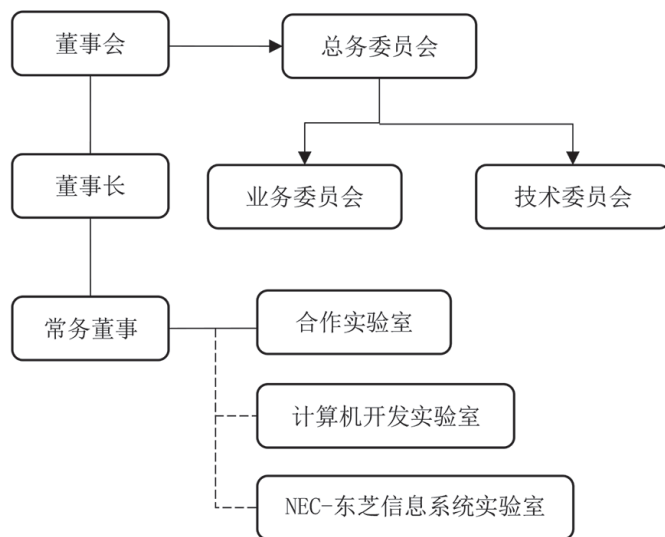 董事会
总务委员会
董事长
业务委员会
技术委员会
常务董事
合作实验室
计算机开发实验室
NEC-东芝信息系统实验室